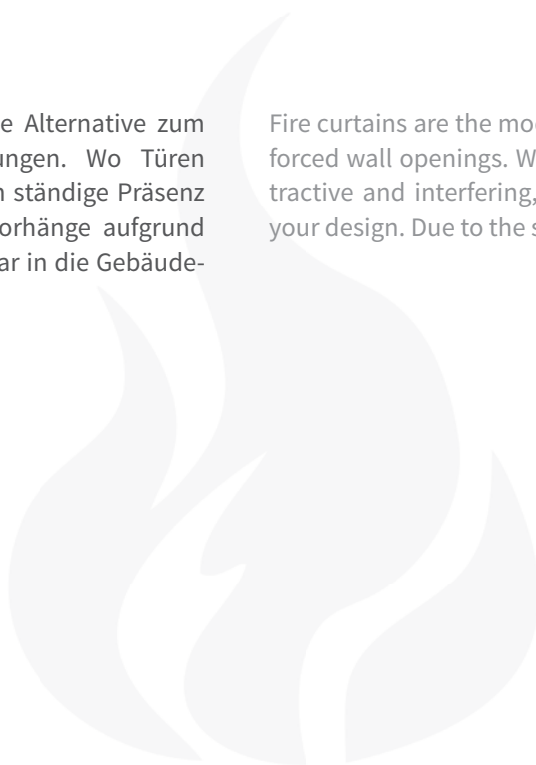 e Alternative zum
ungen. Wo Türen
ständige Präsenz
orhänge aufgrund
ar in die Gebäude-
Fire curtains are the
forced wall openings.
tractive and interfering,
your design. Due to the